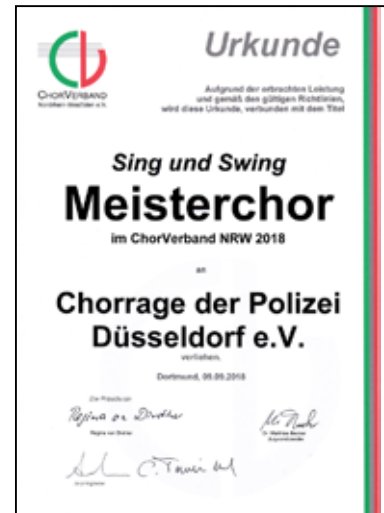 Urkunde
ChorVerband
Nordrhein-Westfalen e.V.
Aufgrund der erbrachten Leistung
und gemäß den gültigen Richtlinien,
wird diese Urkunde, verbunden mit dem Titel
Sing und Swing
Meisterchor
im ChorVerband NRW 2018
an
Chorrage der Polizei
Düsseldorf e.V.
verliehen.
Dortmund, 09.09.2018
Die Präsidentin
Regina van Dinther